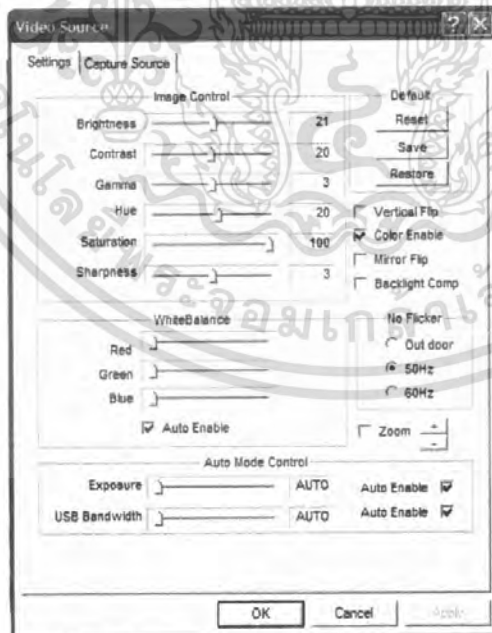 Video Source
Settings
Capture Source
Image Control
Brightness 21
Contrast 20
Gamma 3
Hue 20
Saturation 100
Sharpness 3
Default
Reset
Save
Restore
Vertical Flip
Color Enable
Mirror Flip
Backlight Comp
WhiteBalance
Red
Green
Blue
Auto Enable
No Flicker
Out door
50Hz
60Hz
Zoom + -
Auto Mode Control
Exposure AUTO Auto Enable
USB Bandwidth AUTO Auto Enable
OK Cancel Apply